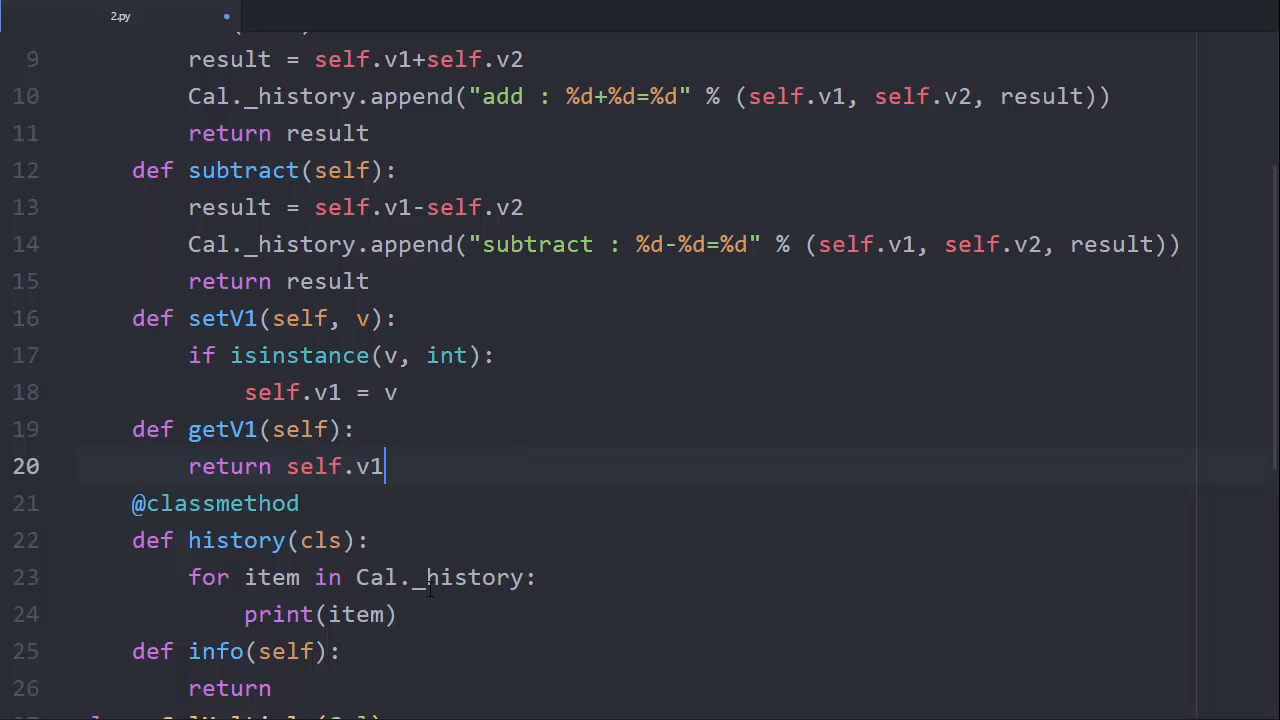 2.py
9 result = self.v1+self.v2
10 Cal._history.append("add : %d+%d=%d" % (self.v1, self.v2, result))
11 return result
12 def subtract(self):
13 result = self.v1-self.v2
14 Cal._history.append("subtract : %d-%d=%d" % (self.v1, self.v2, result))
15 return result
16 def setV1(self, v):
17 if isinstance(v, int):
18 self.v1 = v
19 def getV1(self):
20 return self.v1
21 @classmethod
22 def history(cls):
23 for item in Cal._history:
24 print(item)
25 def info(self):
26 return